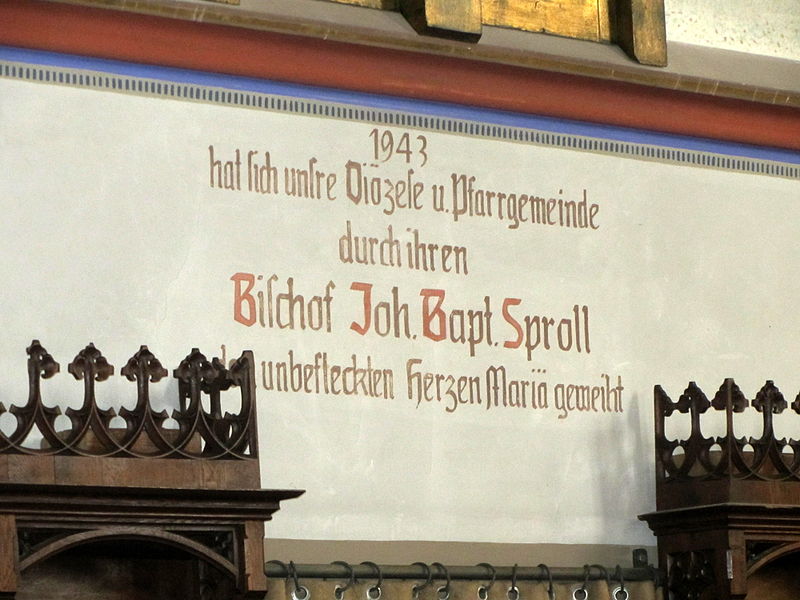 1943
hat sich unsre Diözese u. Pfarrgemeinde
durch ihren
Bischof Joh. Bapt. Sproll
unbefleckten Herzen Mariä geweiht